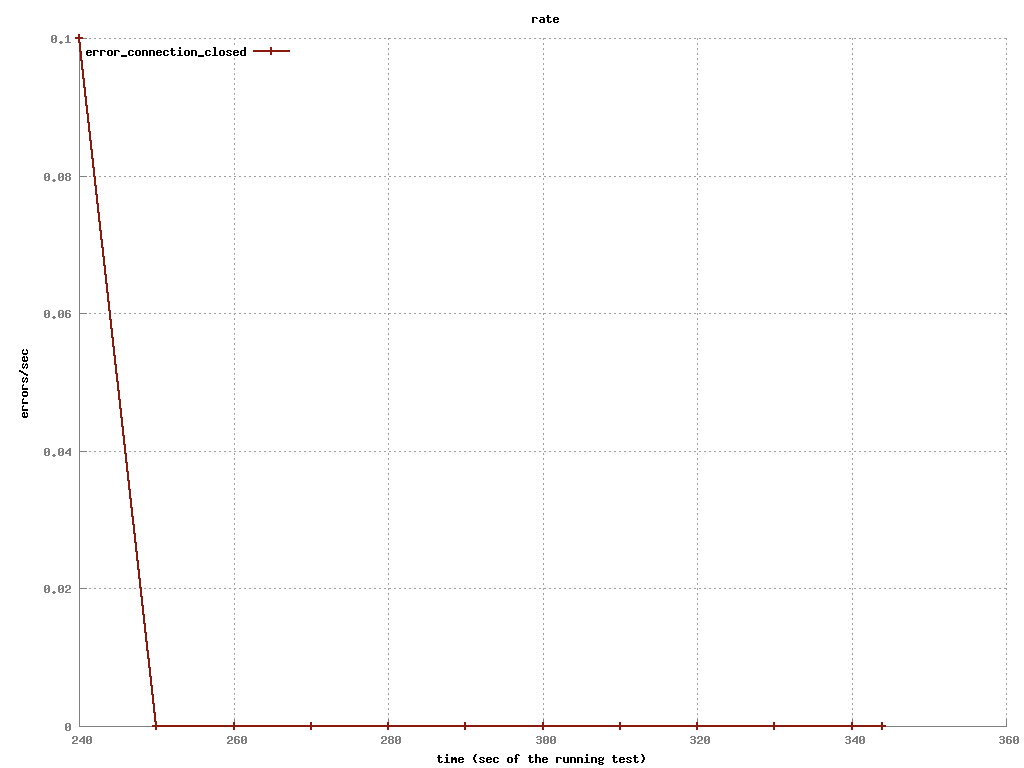 rate
error_connection_closed
0.1
0.08
0.06
0.04
0.02
0
errors/sec
240 260 280 300 320 340 360
time (sec of the running test)